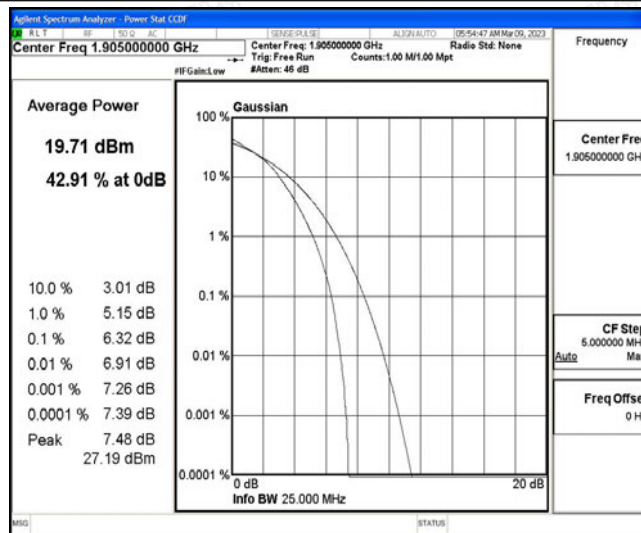 Agilent Spectrum Analyzer - Power Stat CCDF
R L T RF 50 Ω AC SENSE:PULSE ALIGN AUTO 05:54:47 AM Mar 09, 2023
Center Freq 1.905000000 GHz
Center Freq: 1.905000000 GHz Radio Std: None
Trig: Free Run Counts:1.00 M/1.00 Mpt
#IFGain:Low #Atten: 46 dB
Frequency
Average Power
19.71 dBm
42.91 % at 0dB
10.0 % 3.01 dB
1.0 % 5.15 dB
0.1 % 6.32 dB
0.01 % 6.91 dB
0.001 % 7.26 dB
0.0001 % 7.39 dB
Peak 7.48 dB
27.19 dBm
Gaussian
100 %
10 %
1 %
0.1 %
0.01 %
0.001 %
0.0001 %
0 dB 20 dB
Info BW 25.000 MHz
Center Fre
1.905000000 GH
CF Step
5.000000 MH
Auto Ma
Freq Offse
0 H
MSG STATUS